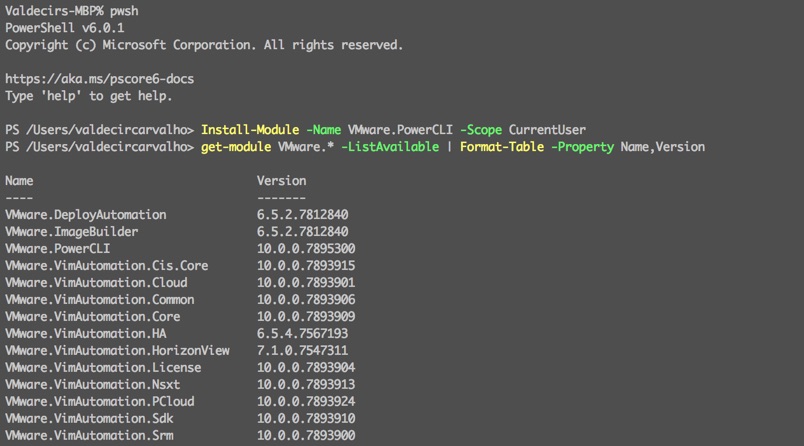 Valdecirs-MBP% pwsh
PowerShell v6.0.1
Copyright (c) Microsoft Corporation. All rights reserved.
https://aka.ms/pscore6-docs
Type 'help' to get help.
PS /Users/valdecircarvalho> Install-Module -Name VMware.PowerCLI -Scope CurrentUser
PS /Users/valdecircarvalho> get-module VMware.* -ListAvailable | Format-Table -Property Name,Version
Name Version
---- -------
VMware.DeployAutomation 6.5.2.7812840
VMware.ImageBuilder 6.5.2.7812840
VMware.PowerCLI 10.0.0.7895300
VMware.VimAutomation.Cis.Core 10.0.0.7893915
VMware.VimAutomation.Cloud 10.0.0.7893901
VMware.VimAutomation.Common 10.0.0.7893906
VMware.VimAutomation.Core 10.0.0.7893909
VMware.VimAutomation.HA 6.5.4.7567193
VMware.VimAutomation.HorizonView 7.1.0.7547311
VMware.VimAutomation.License 10.0.0.7893904
VMware.VimAutomation.Nsxt 10.0.0.7893913
VMware.VimAutomation.PCloud 10.0.0.7893924
VMware.VimAutomation.Sdk 10.0.0.7893910
VMware.VimAutomation.Srm 10.0.0.7893900